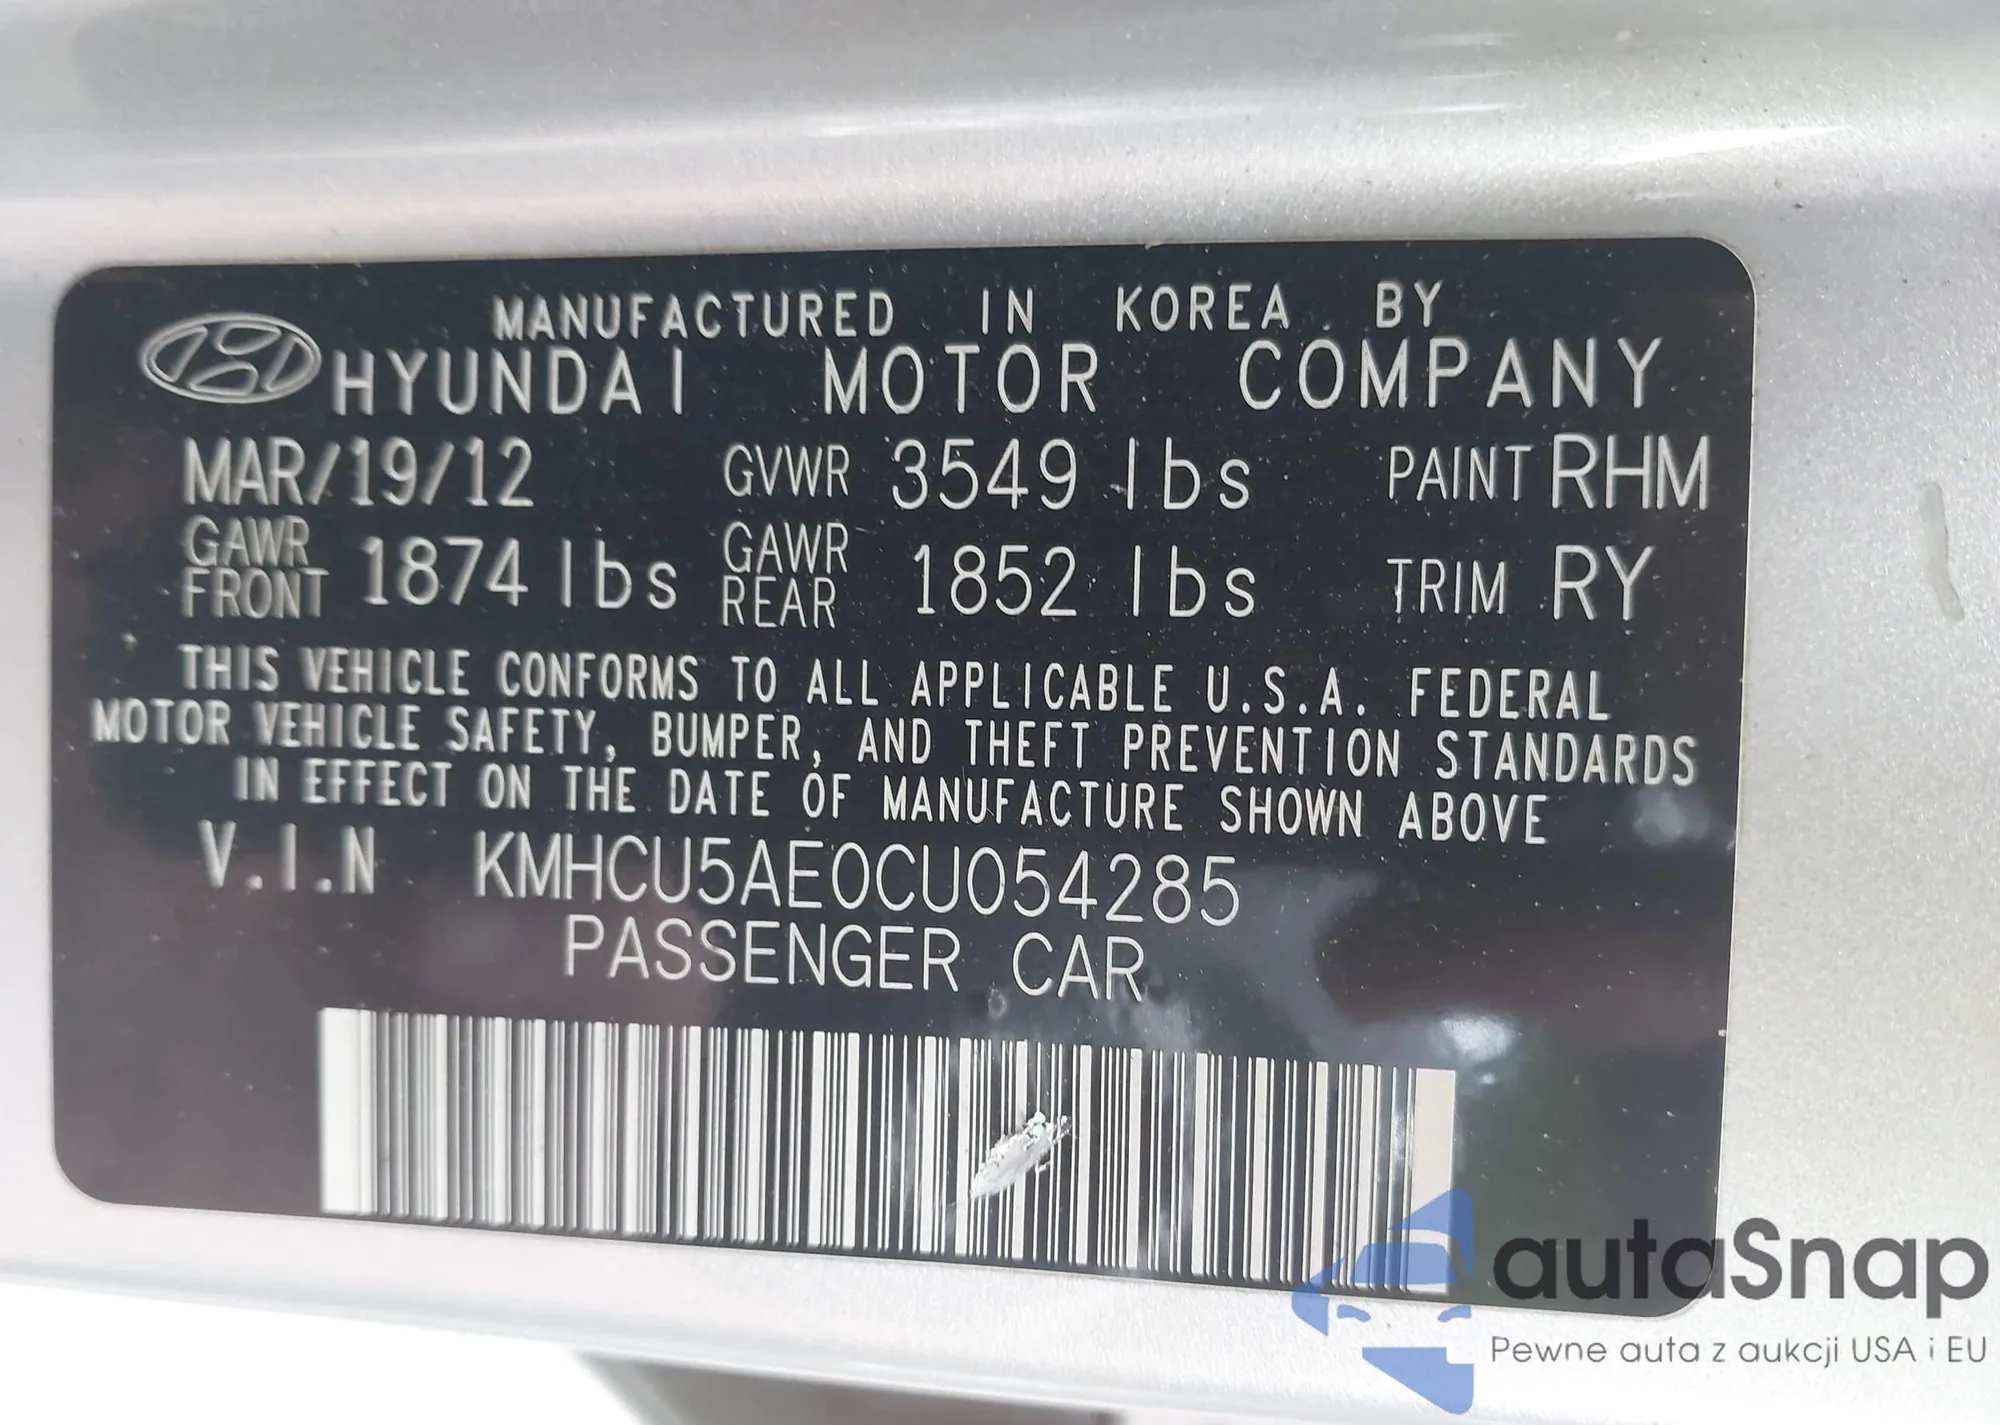 MANUFACTURED IN KOREA BY
HYUNDAI MOTOR COMPANY
MAR/19/12 GVWR 3549 lbs PAINT RHM
GAWR FRONT 1874 lbs GAWR REAR 1852 lbs TRIM RY
THIS VEHICLE CONFORMS TO ALL APPLICABLE U.S.A. FEDERAL
MOTOR VEHICLE SAFETY, BUMPER, AND THEFT PREVENTION STANDARDS
IN EFFECT ON THE DATE OF MANUFACTURE SHOWN ABOVE
V.I.N KMHCU5AE0CU054285
PASSENGER CAR
autaSnap
Pewne auta z aukcji USA i EU